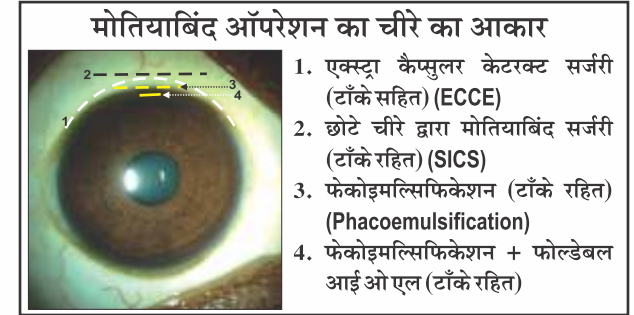 मोतियाबिंद ऑपरेशन का चीरे का आकार
1. एक्स्ट्रा कैप्सुलर केटरक्ट सर्जरी
(टाँके सहित) (ECCE)
2. छोटे चीरे द्वारा मोतियाबिंद सर्जरी
(टाँके रहित) (SICS)
3. फेकोइमल्सिफिकेशन (टाँके रहित)
(Phacoemulsification)
4. फेकोइमल्सिफिकेशन + फोल्डेबल
आई ओ एल (टाँके रहित)
2
3
4
1